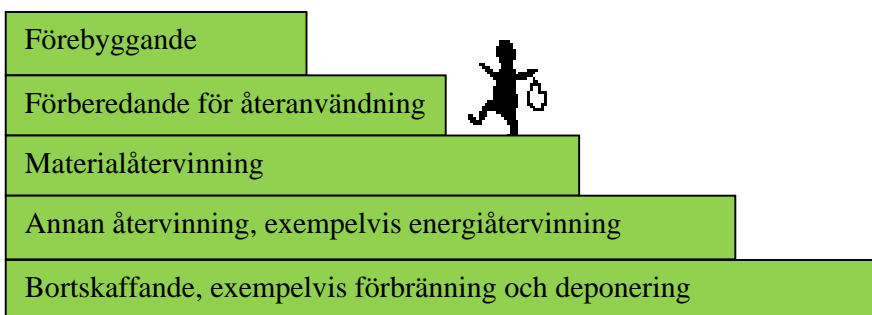 Förebyggande
Förberedande för återanvändning
Materialåtervinning
Annan återvinning, exempelvis energiåtervinning
Bortskaffande, exempelvis förbränning och deponering